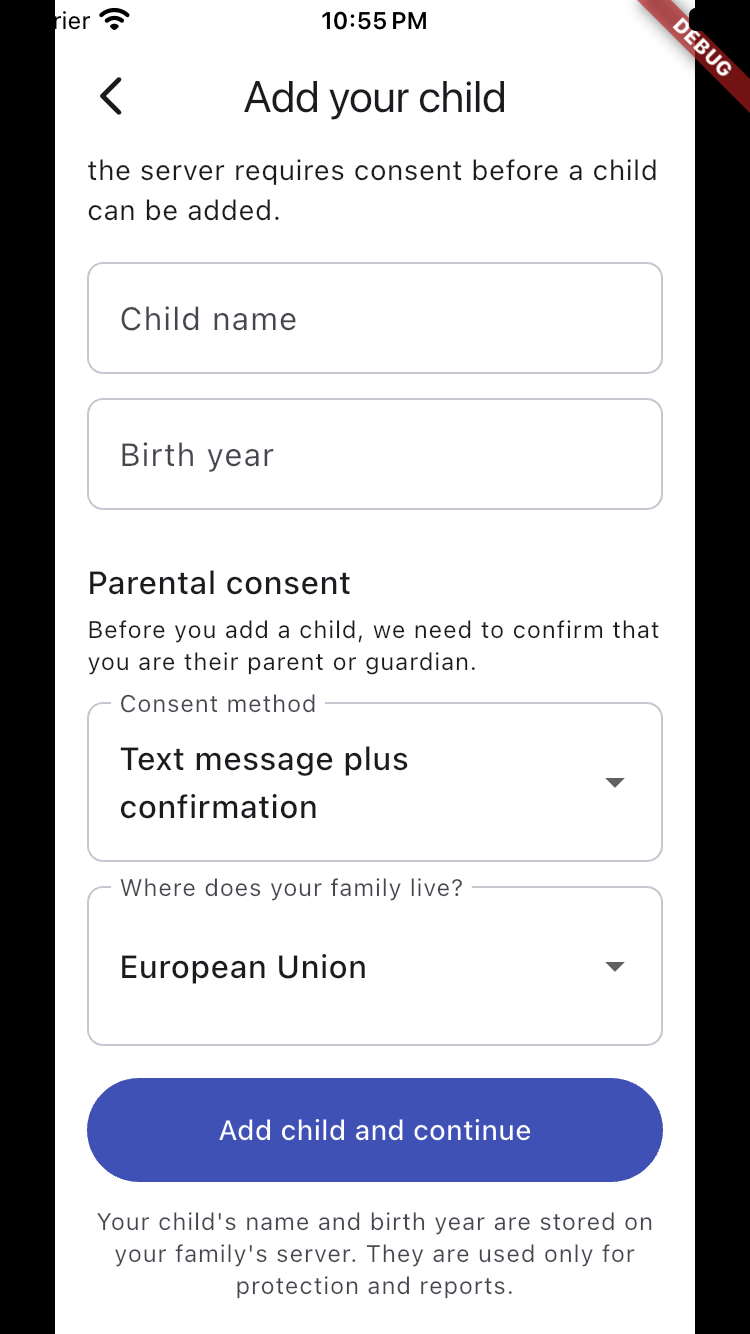 rier 10:55 PM
DEBUG
Add your child
the server requires consent before a child
can be added.
Child name
Birth year
Parental consent
Before you add a child, we need to confirm that
you are their parent or guardian.
Consent method
Text message plus
confirmation
Where does your family live?
European Union
Add child and continue
Your child's name and birth year are stored on
your family's server. They are used only for
protection and reports.